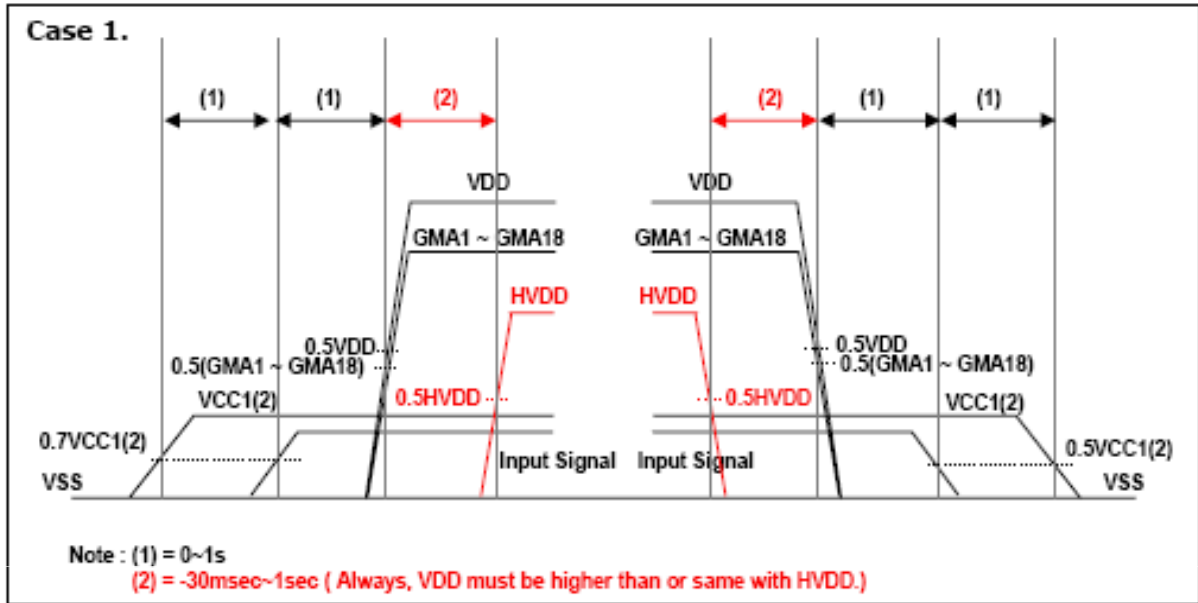 Case 1.
(1) (1) (2) (2) (1) (1)
VDD VDD
GMA1 ~ GMA18 GMA1 ~ GMA18
HVDD HVDD
0.5VDD 0.5VDD
0.5(GMA1 ~ GMA18) 0.5(GMA1 ~ GMA18)
VCC1(2) 0.5HVDD 0.5HVDD VCC1(2)
0.7VCC1(2) Input Signal Input Signal 0.5VCC1(2)
VSS VSS
Note : (1) = 0~1s
(2) = -30msec~1sec ( Always, VDD must be higher than or same with HVDD.)